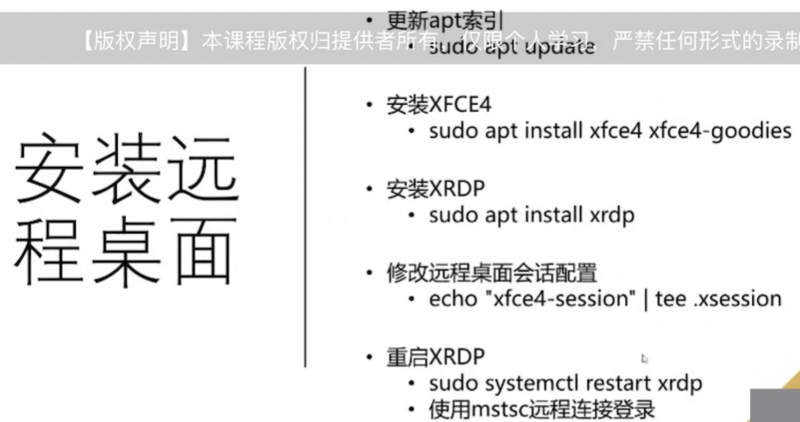 更新apt索引
【版权声明】本课程版权归提供者所有，仅限个人学习，严禁任何形式的录制
sudo apt update
安装远
程桌面
安装XFCE4
sudo apt install xfce4 xfce4-goodies
安装XRDP
sudo apt install xrdp
修改远程桌面会话配置
echo "xfce4-session" | tee .xsession
重启XRDP
sudo systemctl restart xrdp
使用mstsc远程连接登录